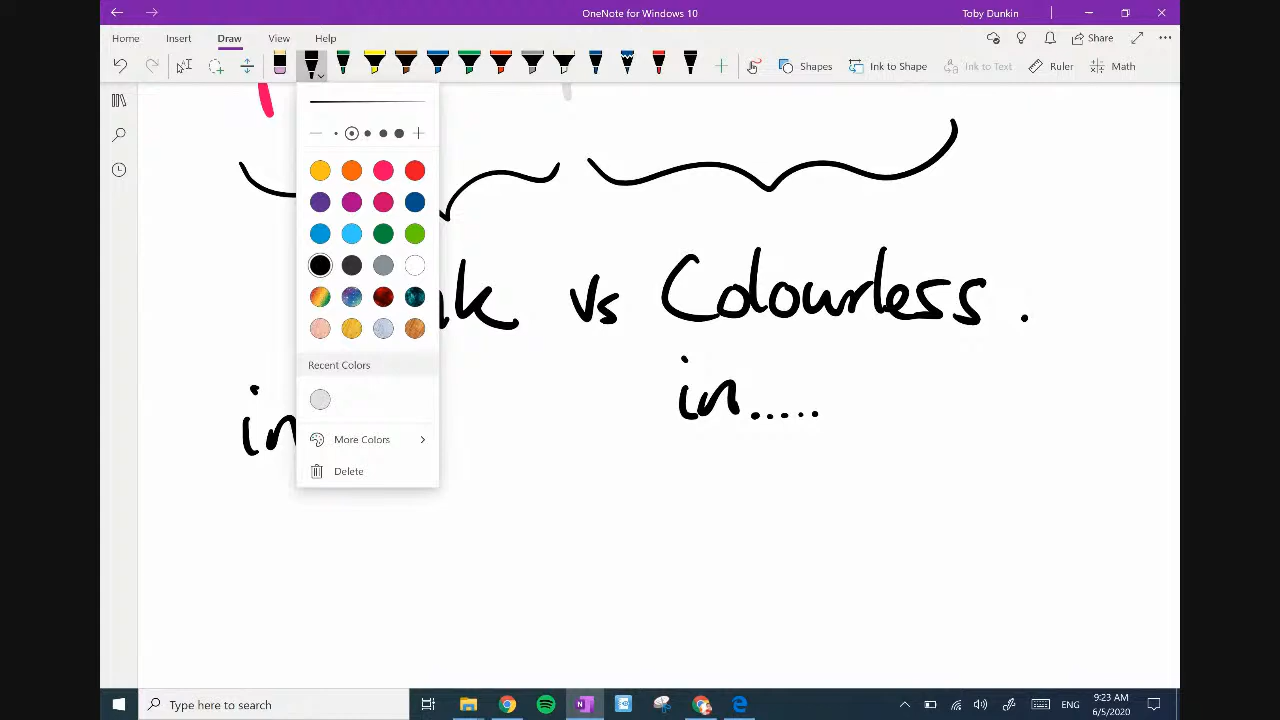 OneNote for Windows 10
Toby Dunkin
Home Insert Draw View Help
Share
Shapes Ink to Shape Ink to Text Ruler Math
vs Colourless .
in.....
in
Recent Colors
More Colors
Delete
Type here to search
ENG
9:23 AM
6/5/2020